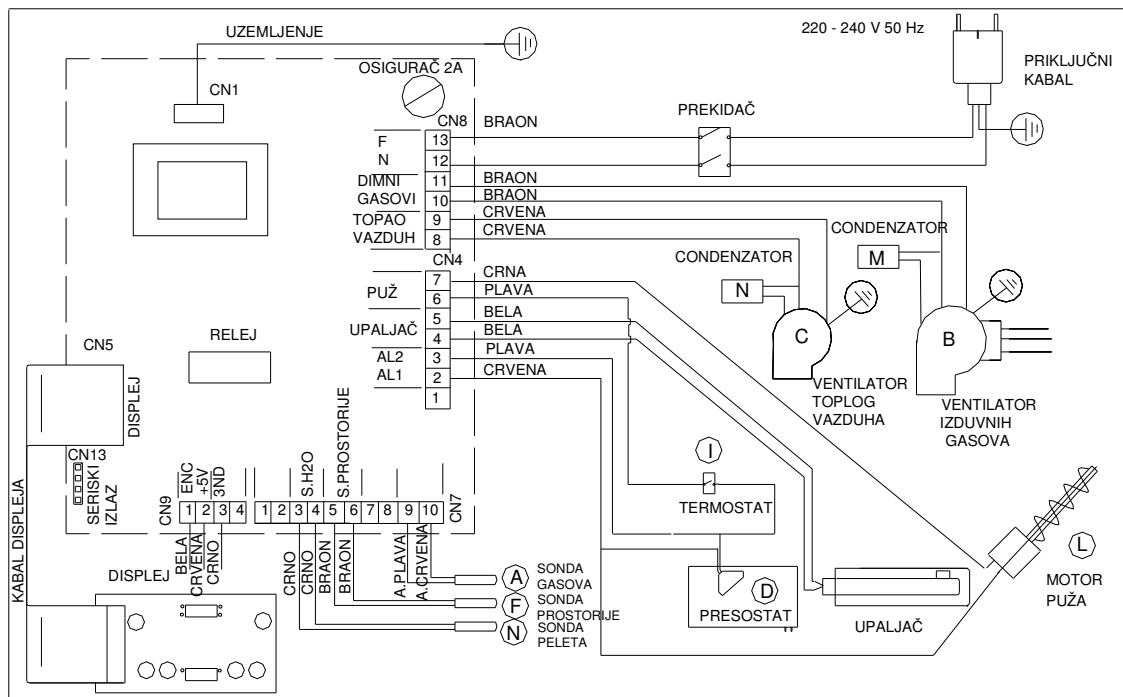 UZEMLJENJE
220 - 240 V 50 Hz
PRIKLJUČNI
KABAL
OSIGURAČ 2A
CN1
CN8
PREKIDAČ
F
13
BRAON
N
12
DIMNI
GASOVI
11
BRAON
10
BRAON
TOPAO
VAZDUH
9
CRVENA
8
CRVENA
CONDENZATOR
M
CONDENZATOR
N
CN4
PUŽ
7
CRNA
6
PLAVA
UPALJAČ
5
BELA
4
BELA
AL2
3
PLAVA
AL1
2
CRVENA
1
C
B
VENTILATOR
TOPLOG
VAZDUHA
VENTILATOR
IZDUVNIH
GASOVA
RELEJ
CN5
DISPLEJ
CN13
SERISKI
IZLAZ
KABAL DISPLEJA
CN9
ENC
+5V
3ND
1 2 3 4
BELA
CRVENA
CRNO
S.H2O
S.PROSTORIJE
1 2 3 4 5 6 7 8 9 10
CN7
CRNO
CRNO
BRAON
BRAON
A.PLAVA
A.CRVENA
DISPLEJ
A
SONDA
GASOVA
F
SONDA
PROSTORIJE
N
SONDA
PELETA
I
TERMOSTAT
D
PRESOSTAT
UPALJAČ
L
MOTOR
PUŽA